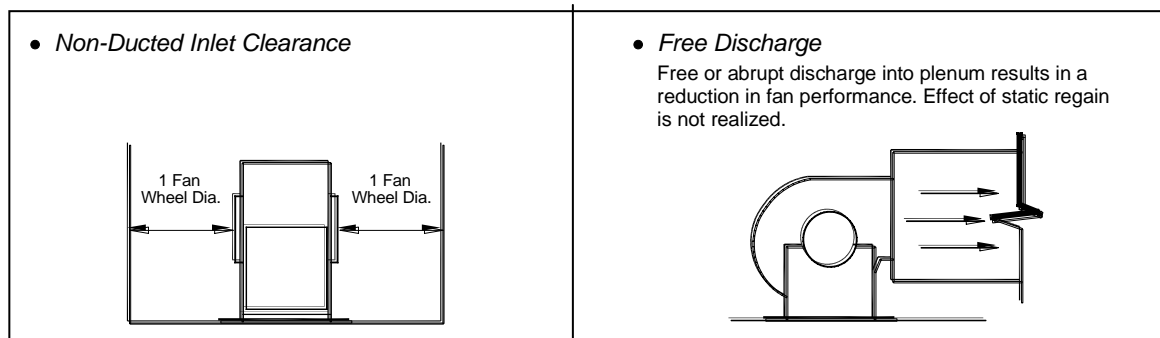 • Non-Ducted Inlet Clearance
1 Fan
Wheel Dia.
1 Fan
Wheel Dia.
• Free Discharge
Free or abrupt discharge into plenum results in a
reduction in fan performance. Effect of static regain
is not realized.